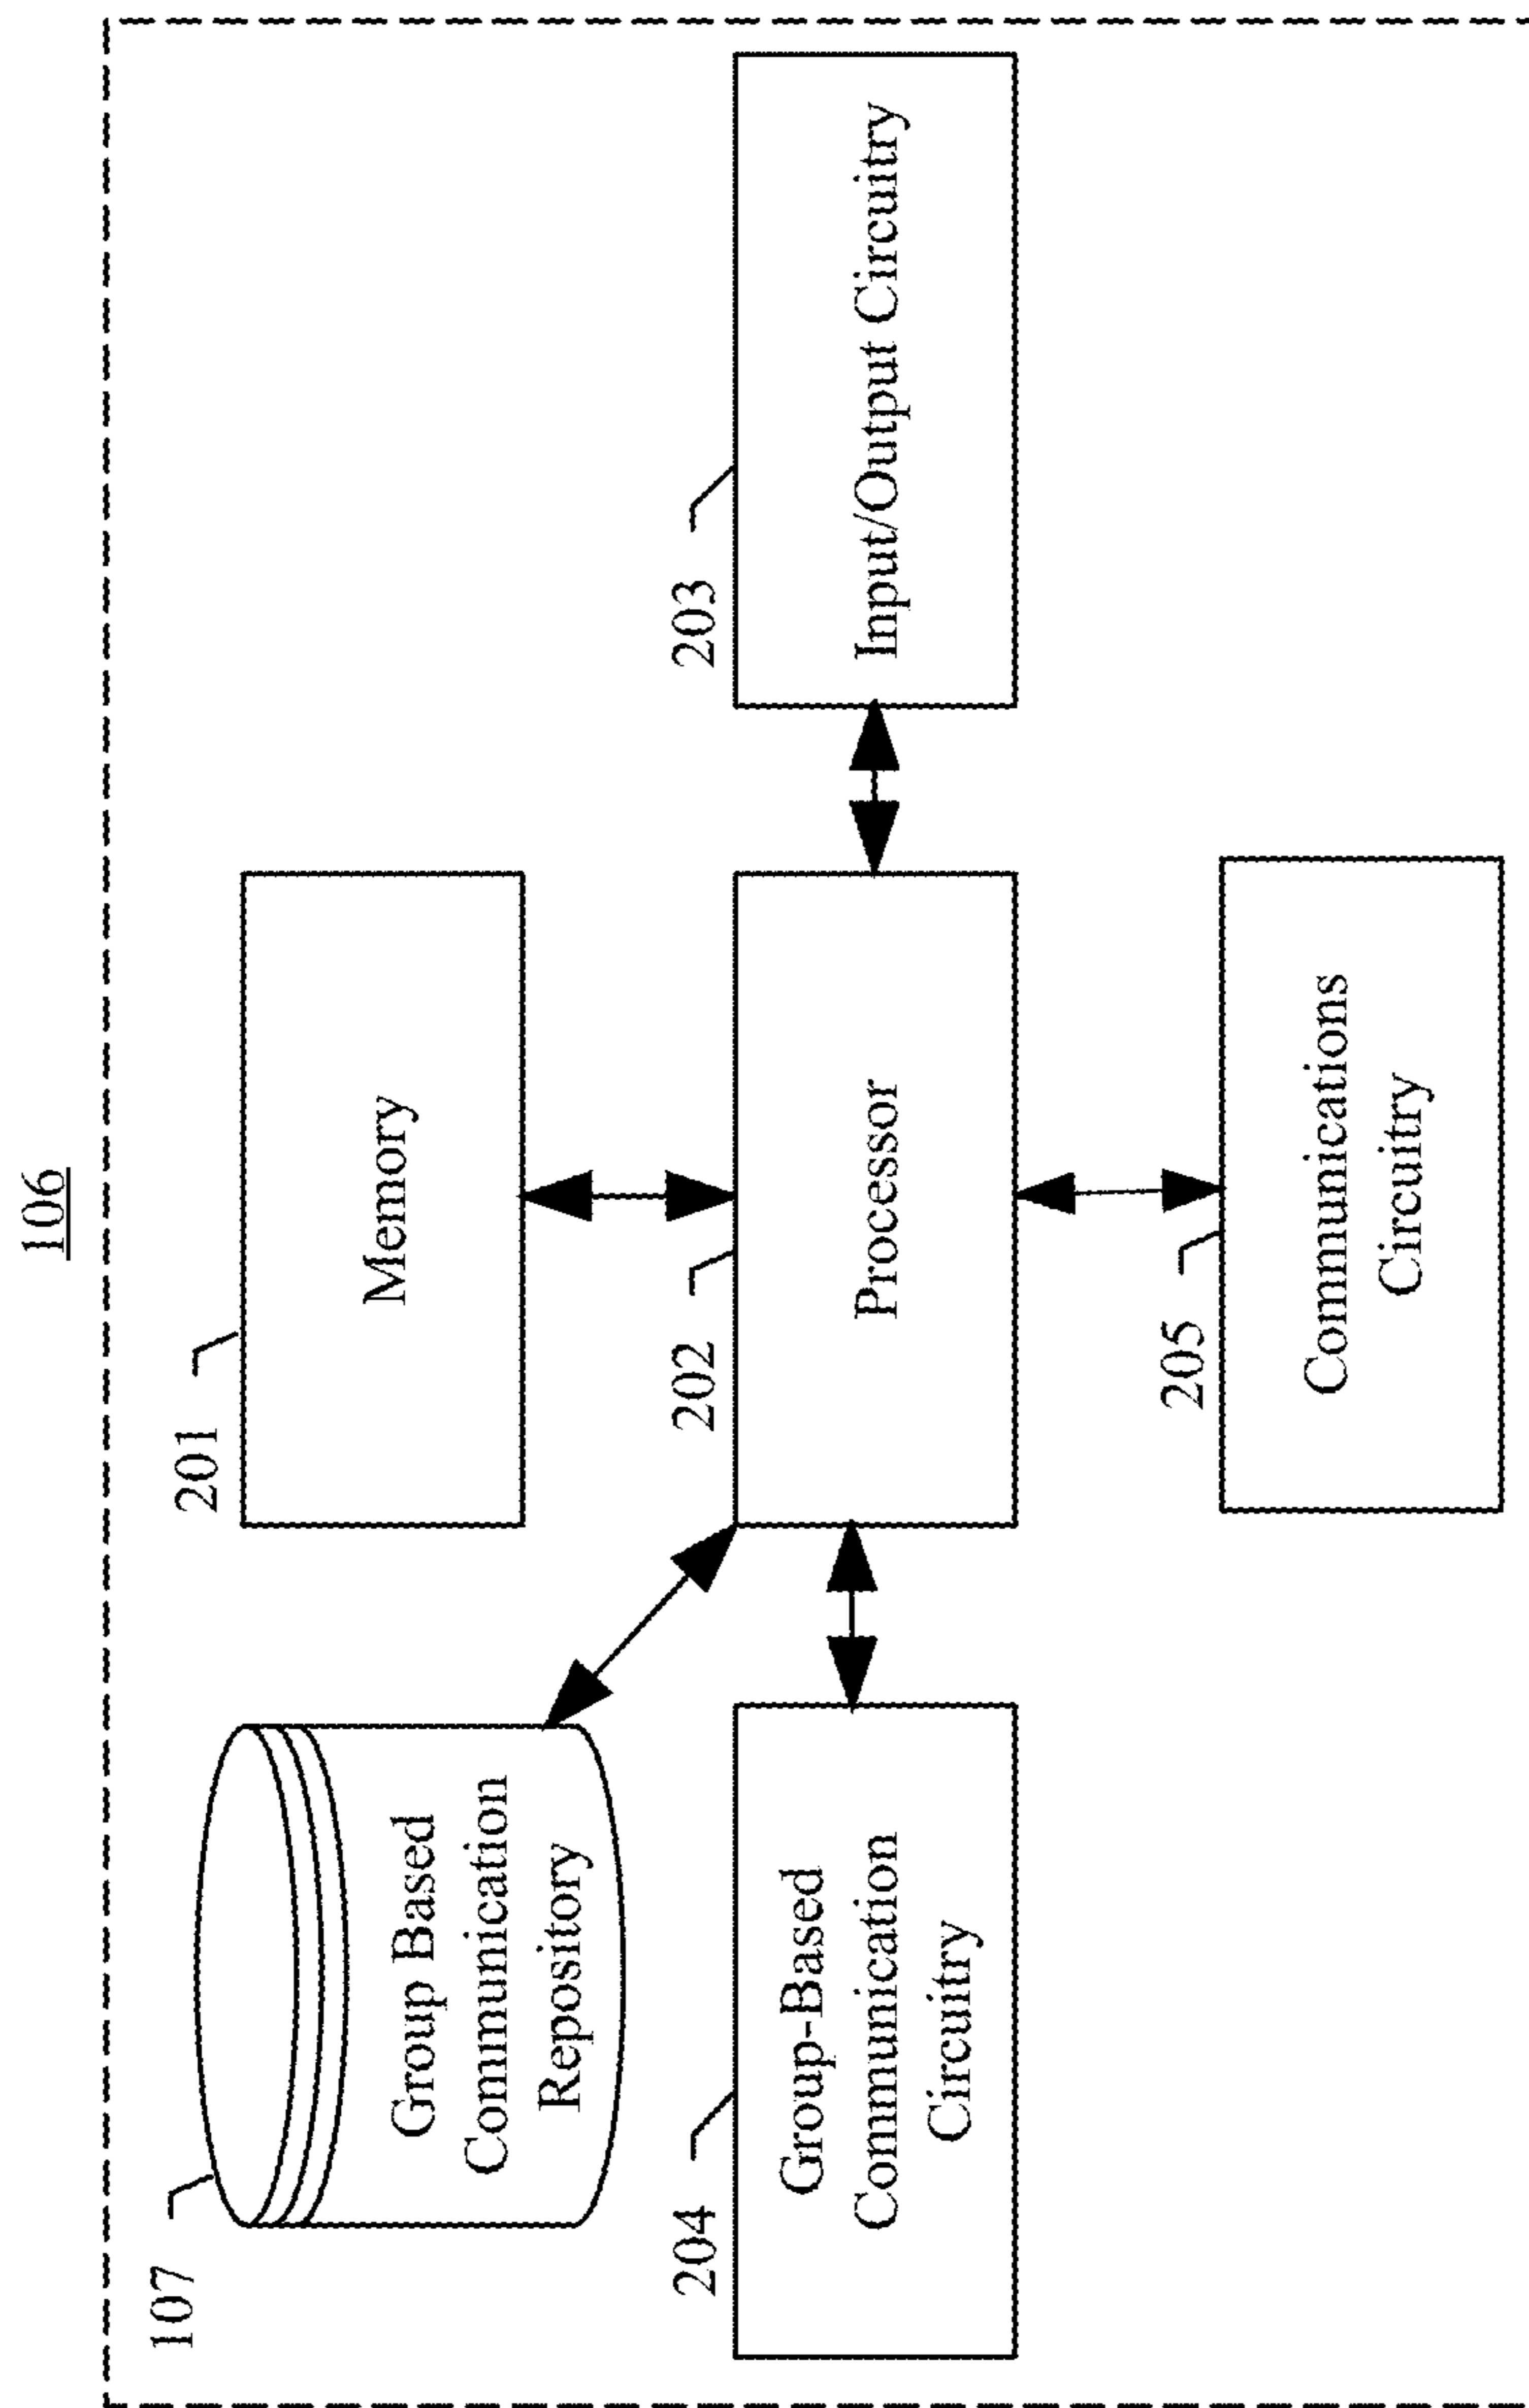 106
107
Group Based
Communication
Repository
201
Memory
204
Group-Based
Communication
Circuitry
202
Processor
203
Input/Output Circuitry
205
Communications
Circuitry